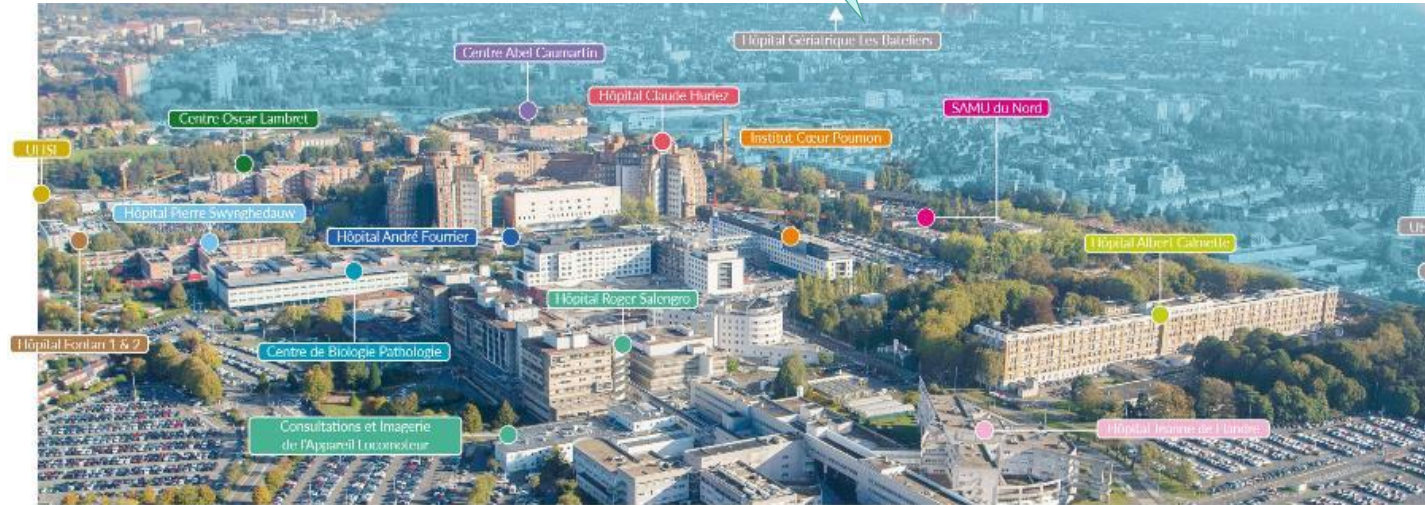 Hôpital Gériatrique Les Bateliers
Centre Abel Caumartin
Hôpital Claude Huriez
SAMU du Nord
Centre Oscar Lambret
Institut Cœur Poumon
UHSI
Hôpital Pierre Swynghedauw
Hôpital André Fourrier
Hôpital Albert Calmette
Hôpital Roger Salengro
Hôpital Fontan 1 & 2
Centre de Biologie Pathologie
Consultations et Imagerie
de l'Appareil Locomoteur
Hôpital Jeanne de Flandre